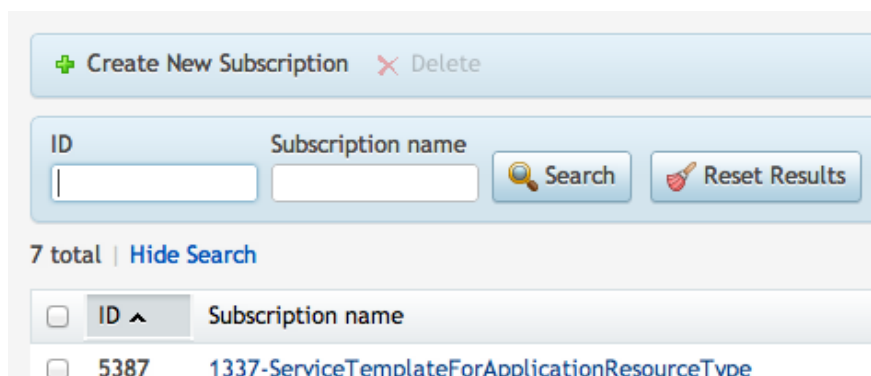 Create New Subscription Delete
ID Subscription name
Search Reset Results
7 total | Hide Search
ID Subscription name
5387 1337-ServiceTemplateForApplicationResourceType